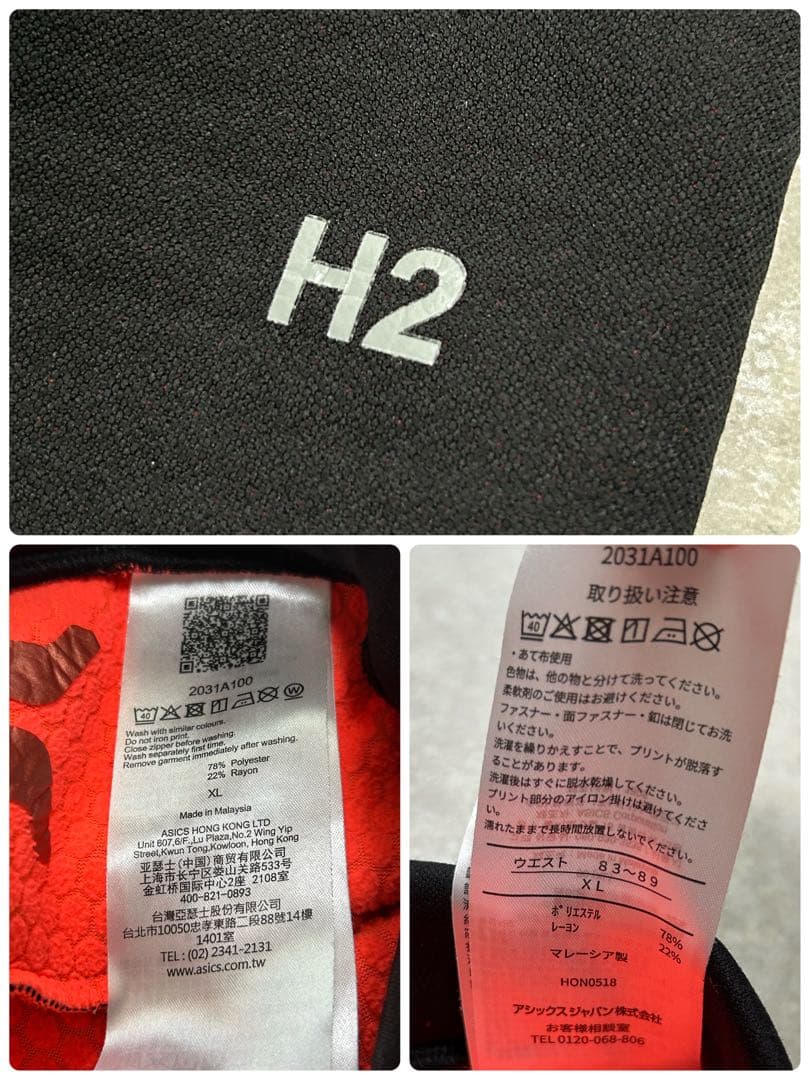 H2
2031A100
40
Wash with similar colours.
Do not iron print.
Close zipper before washing.
Wash separately first time.
Remove garment immediately after washing.
78% Polyester
22% Rayon
XL
Made in Malaysia
ASICS HONG KONG LTD
Unit 607,6/F.,Lu Plaza,No.2 Wing Yip
Street,Kwun Tong,Kowloon, Hong Kong
亚瑟士(中国)商贸有限公司
上海市长宁区娄山关路533号
金虹桥国际中心2座 2108室
400-821-0893
台灣亞瑟士股份有限公司
台北市10050忠孝東路二段88號14樓
1401室
TEL: (02) 2341-2131
www.asics.com.tw
2031A100
取り扱い注意
40
・あて布使用
色物は、他の物と分けて洗ってください。
柔軟剤のご使用はお避けください。
ファスナー・面ファスナー・釦は閉じてお洗
いください。
洗濯を繰りかえすことで、プリントが脱落す
ることがあります。
洗濯後はすぐに脱水乾燥してください。
プリント部分のアイロン掛けは避けてくださ
い。
濡れたままで長時間放置しないでください。
ウエスト 83～89
XL
ﾎﾟﾘｴｽﾃﾙ 78%
ﾚｰﾖﾝ 22%
マレーシア製
HON0518
アシックスジャパン株式会社
お客様相談室
TEL 0120-068-806